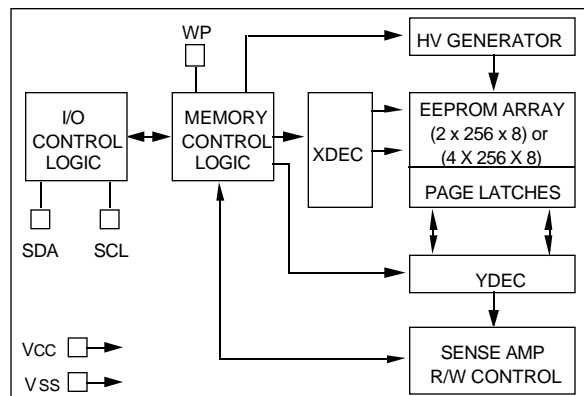 WP
HV GENERATOR
I/O
CONTROL
LOGIC
MEMORY
CONTROL
LOGIC
XDEC
EEPROM ARRAY
(2 x 256 x 8) or
(4 X 256 X 8)
PAGE LATCHES
SDA
SCL
YDEC
VCC
VSS
SENSE AMP
R/W CONTROL